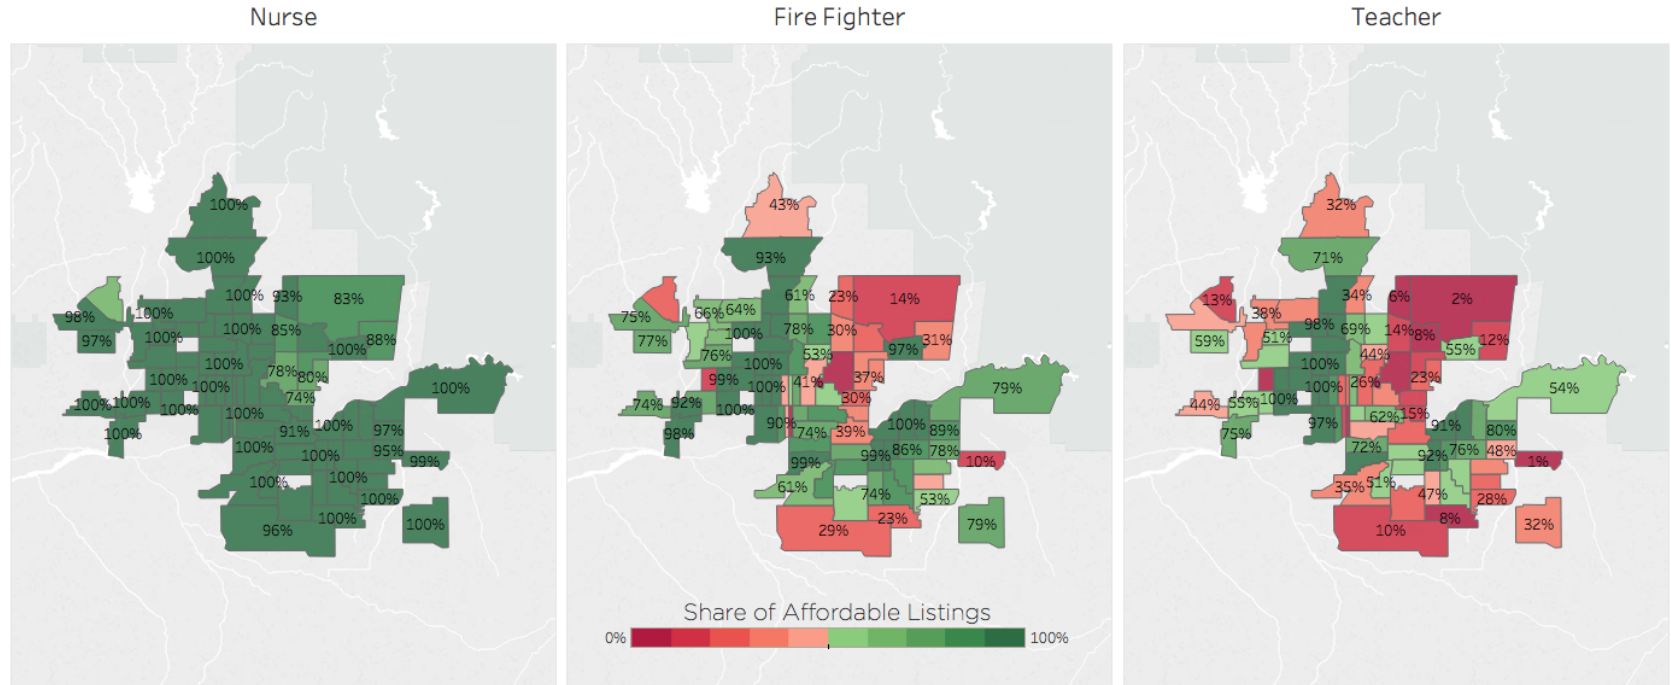 Nurse Fire Fighter Teacher
100%
100%
100% 93% 83%
98% 100%
97% 100% 100% 85% 88%
100%
100% 78% 80%
100% 100% 100%
100% 100% 100% 74%
100%
100% 91% 100% 97%
100% 100% 95%
99%
100% 100%
100%
96% 100% 100%
43%
93%
61% 23% 14%
75% 66% 64%
77% 100% 78% 30% 31%
76% 53% 97%
100%
99% 100% 41% 37%
74% 92% 100% 30%
98% 90% 74% 39% 100% 89%
99% 99% 86% 78%
10%
61% 74% 53%
29% 23% 79%
79%
32%
71%
13% 34% 6% 2%
38%
59% 51% 98% 69% 14% 8% 12%
44% 55%
100%
100% 26% 23% 54%
44% 55% 100%
75% 97% 62% 15% 91% 80%
72% 92% 76% 48%
1%
35% 51% 47% 28%
10% 8% 32%
Share of Affordable Listings
0% 100%